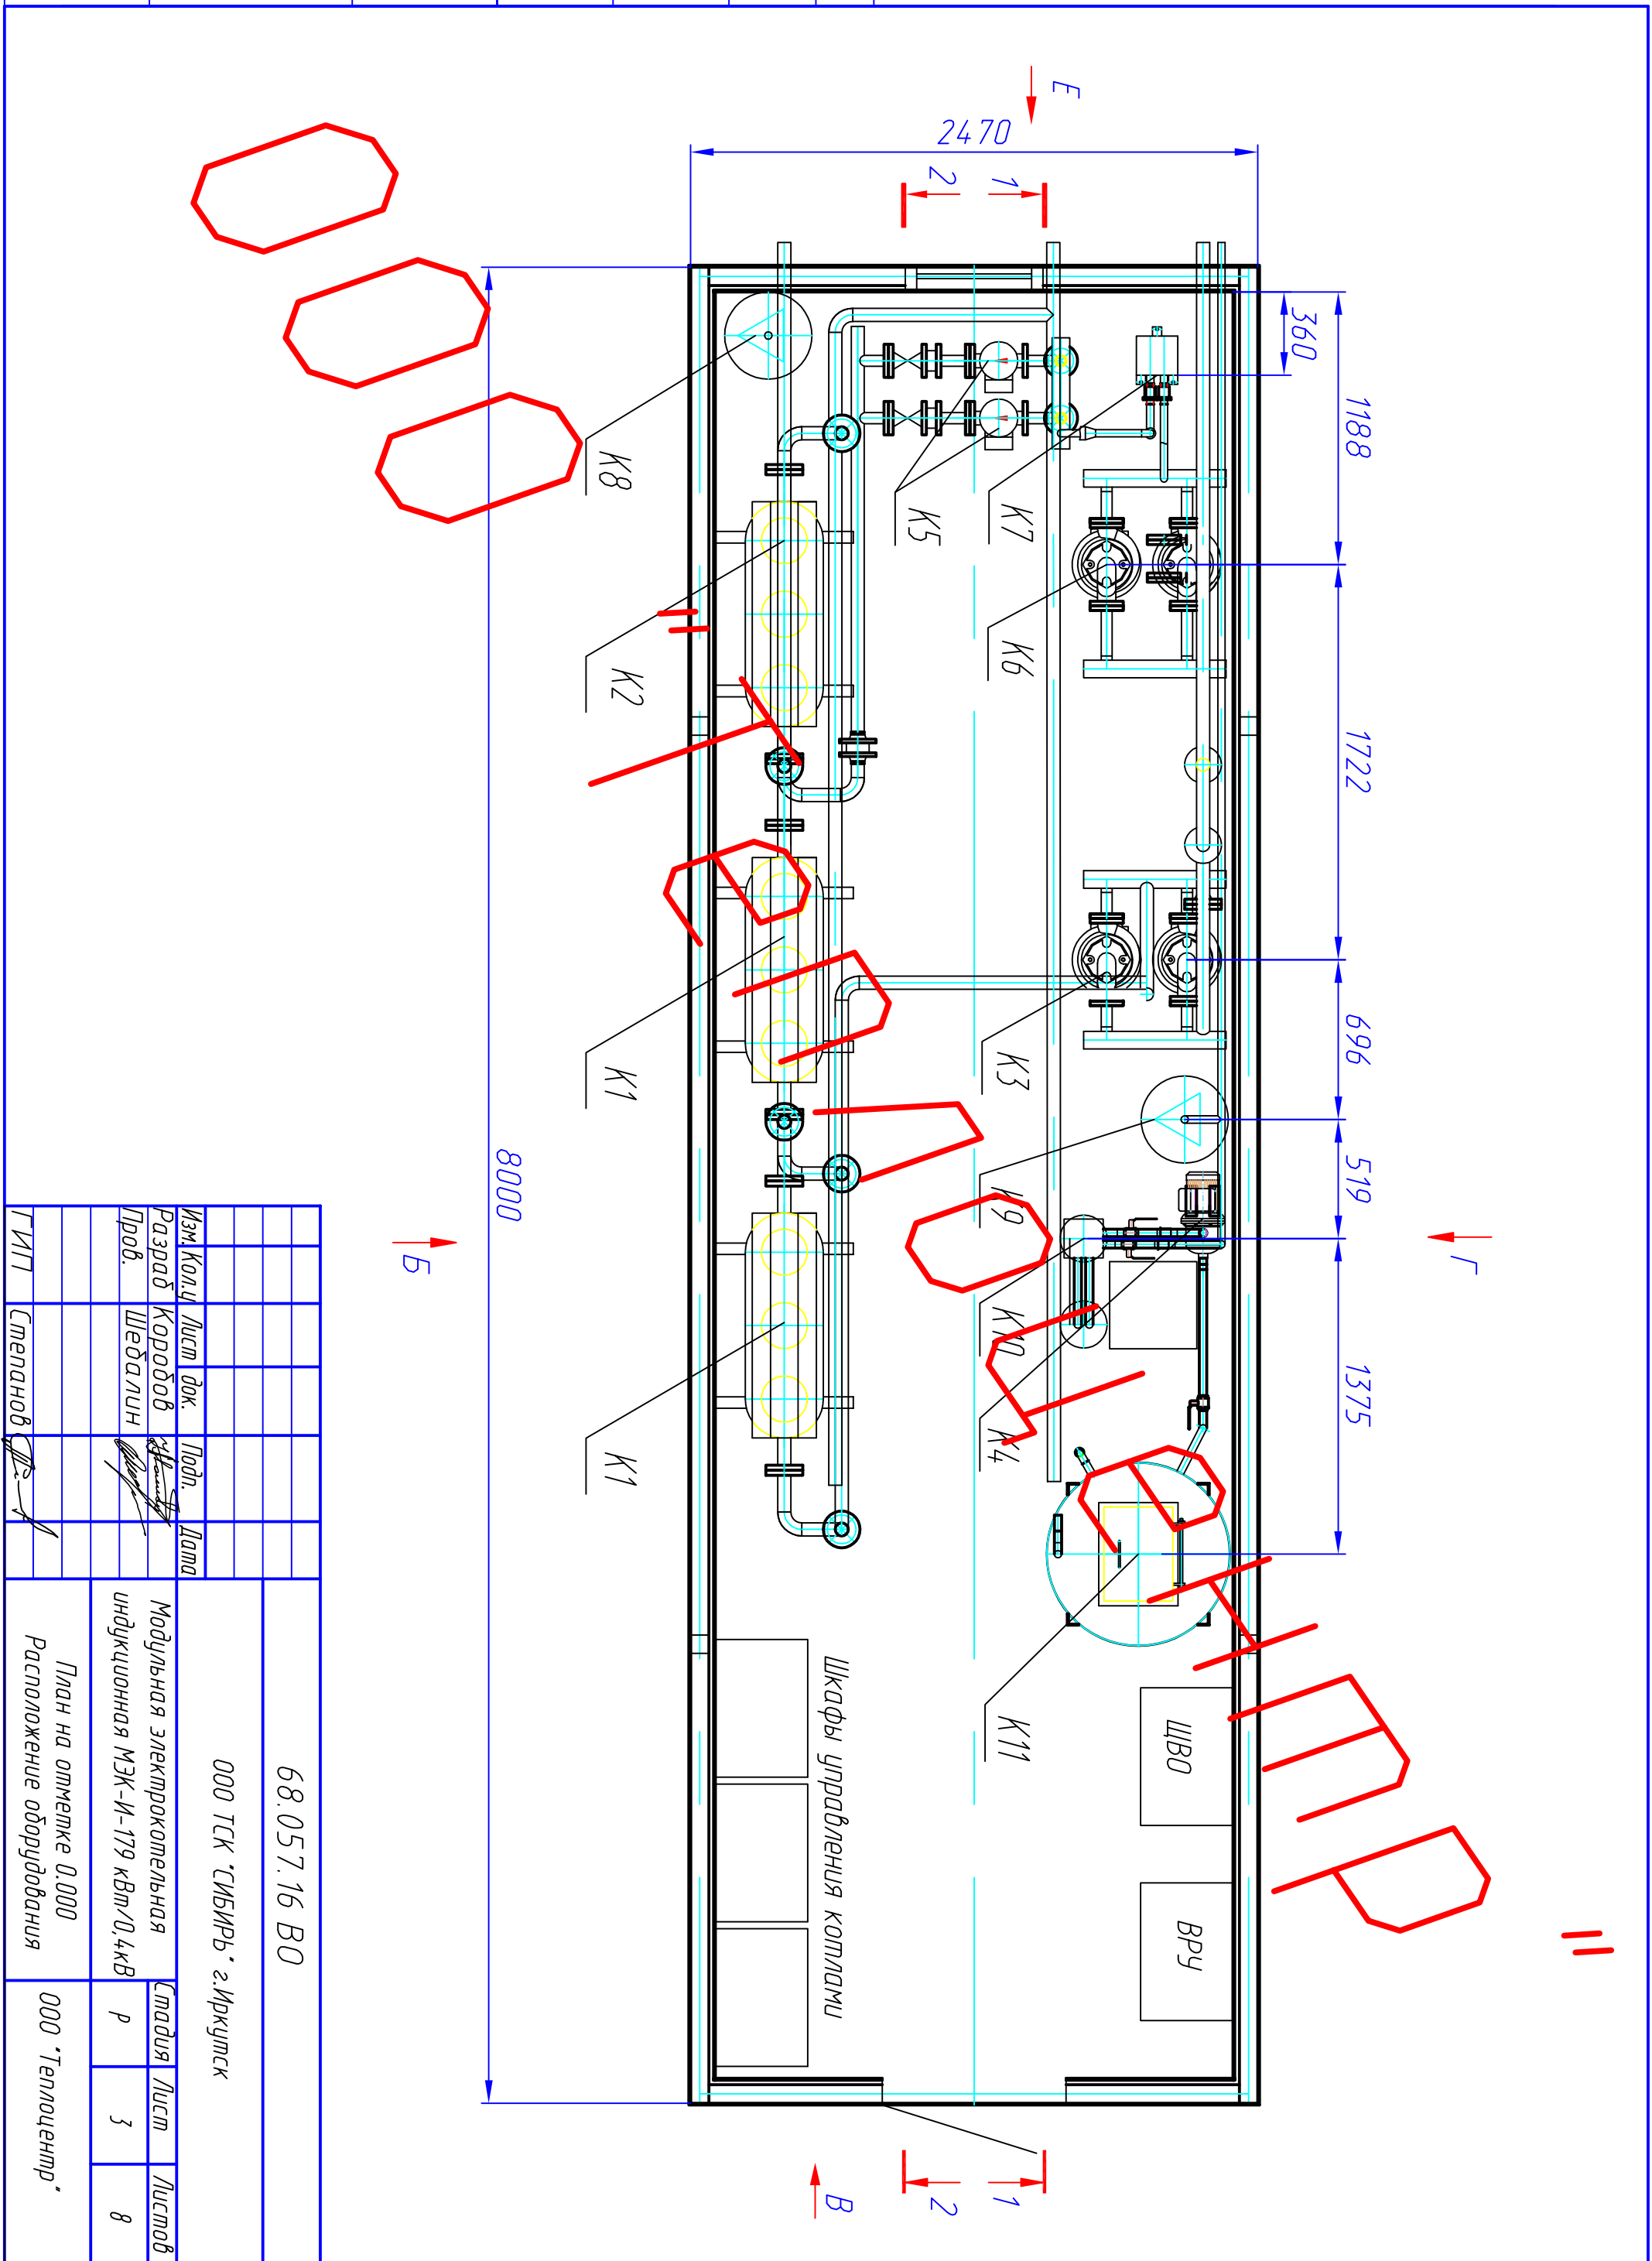 Е
2470
1
2
360
1188
1722
696
519
1375
Г
К8
К5
К7
К2
К6
К1
К3
К9
К10
К4
К1
К11
ЩВО
ВРУ
Шкафы управления котлами
8000
Б
В
1
2
ООО "Теплоцентр"
68.057.16 ВО
ООО ТСК "СИБИРЬ" г.Иркутск
Изм. Кол.у Лист док. Подп. Дата
Разраб Коробов
Пров. Шебалин
ГИП Степанов
Модульная электрокотельная
индукционная МЭК-И-179 кВт/0,4кВ
Стадия Лист Листов
Р 3 8
План на отметке 0.000
Расположение оборудования
ООО "Теплоцентр"